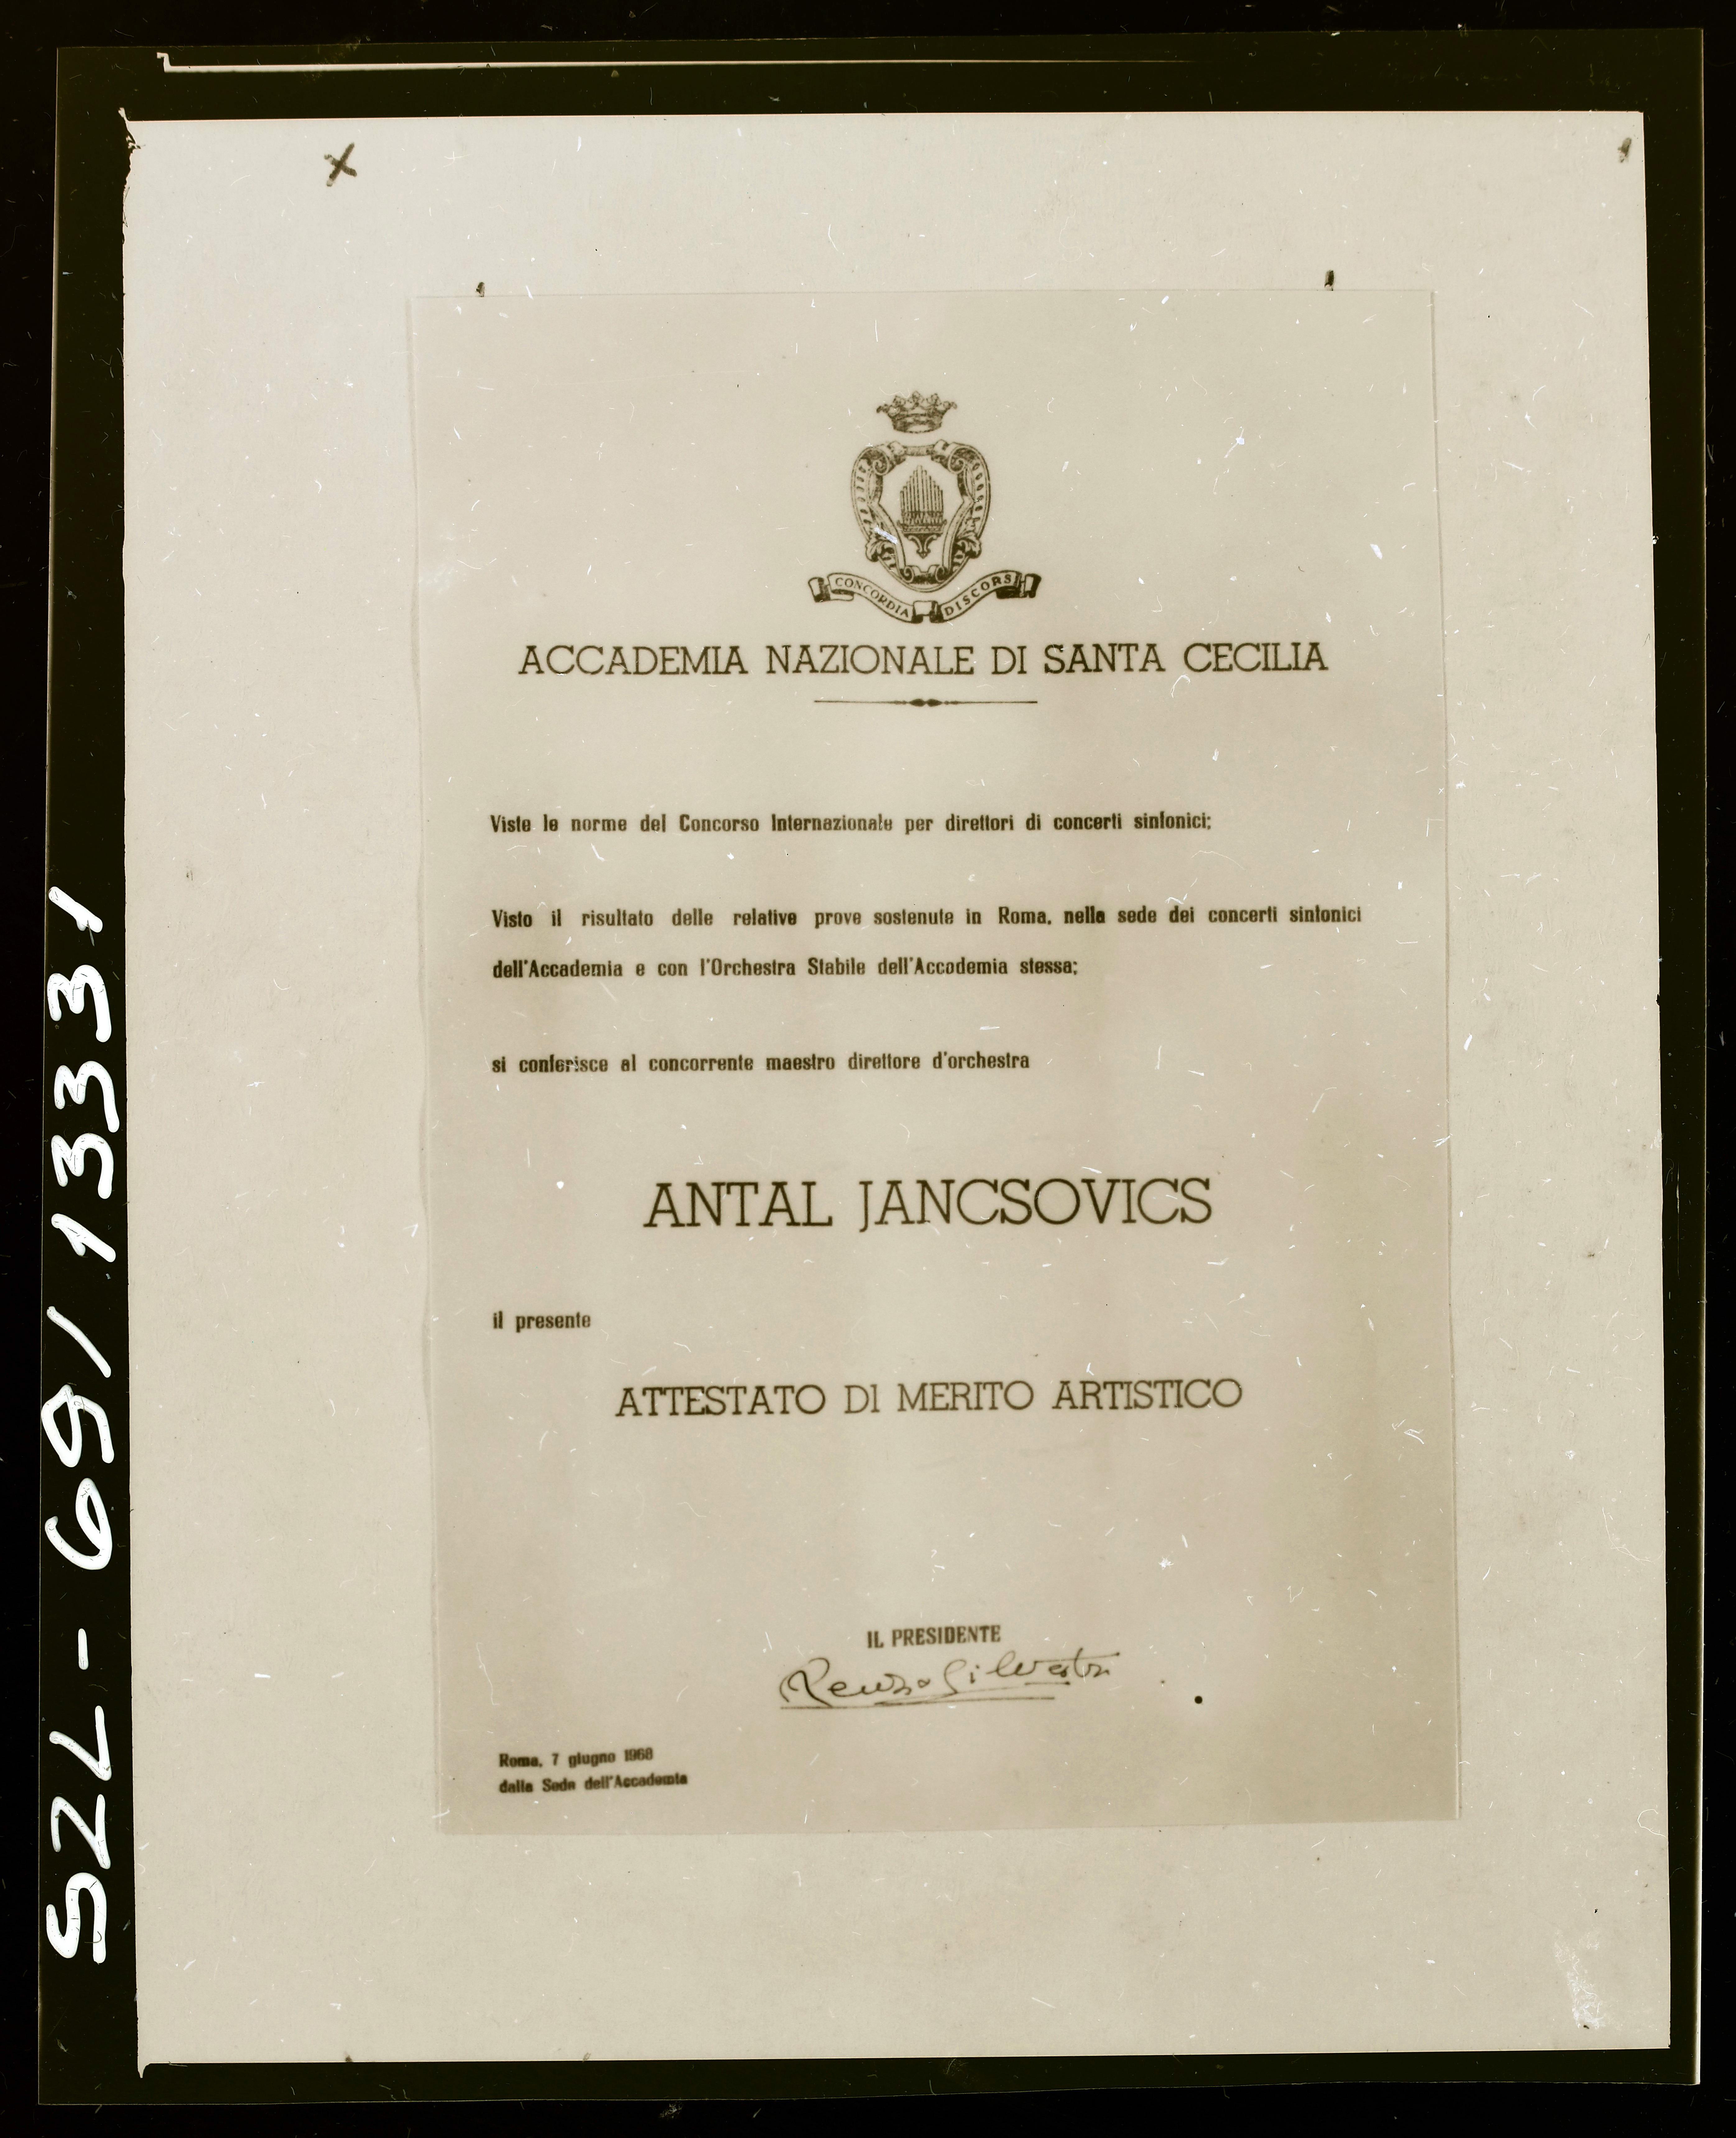 CONCORDIA DISCORS
ACCADEMIA NAZIONALE DI SANTA CECILIA
Viste le norme del Concorso Internazionale per direttori di concerti sinfonici;
Visto il risultato delle relative prove sostenute in Roma, nella sede dei concerti sinfonici
dell'Accademia e con l'Orchestra Stabile dell'Accademia stessa;
si conferisce al concorrente maestro direttore d'orchestra
ANTAL JANCSOVICS
il presente
ATTESTATO DI MERITO ARTISTICO
IL PRESIDENTE
Renzo Silvestri
Roma, 7 giugno 1968
dalla Sede dell'Accademia
SZL-69/1331